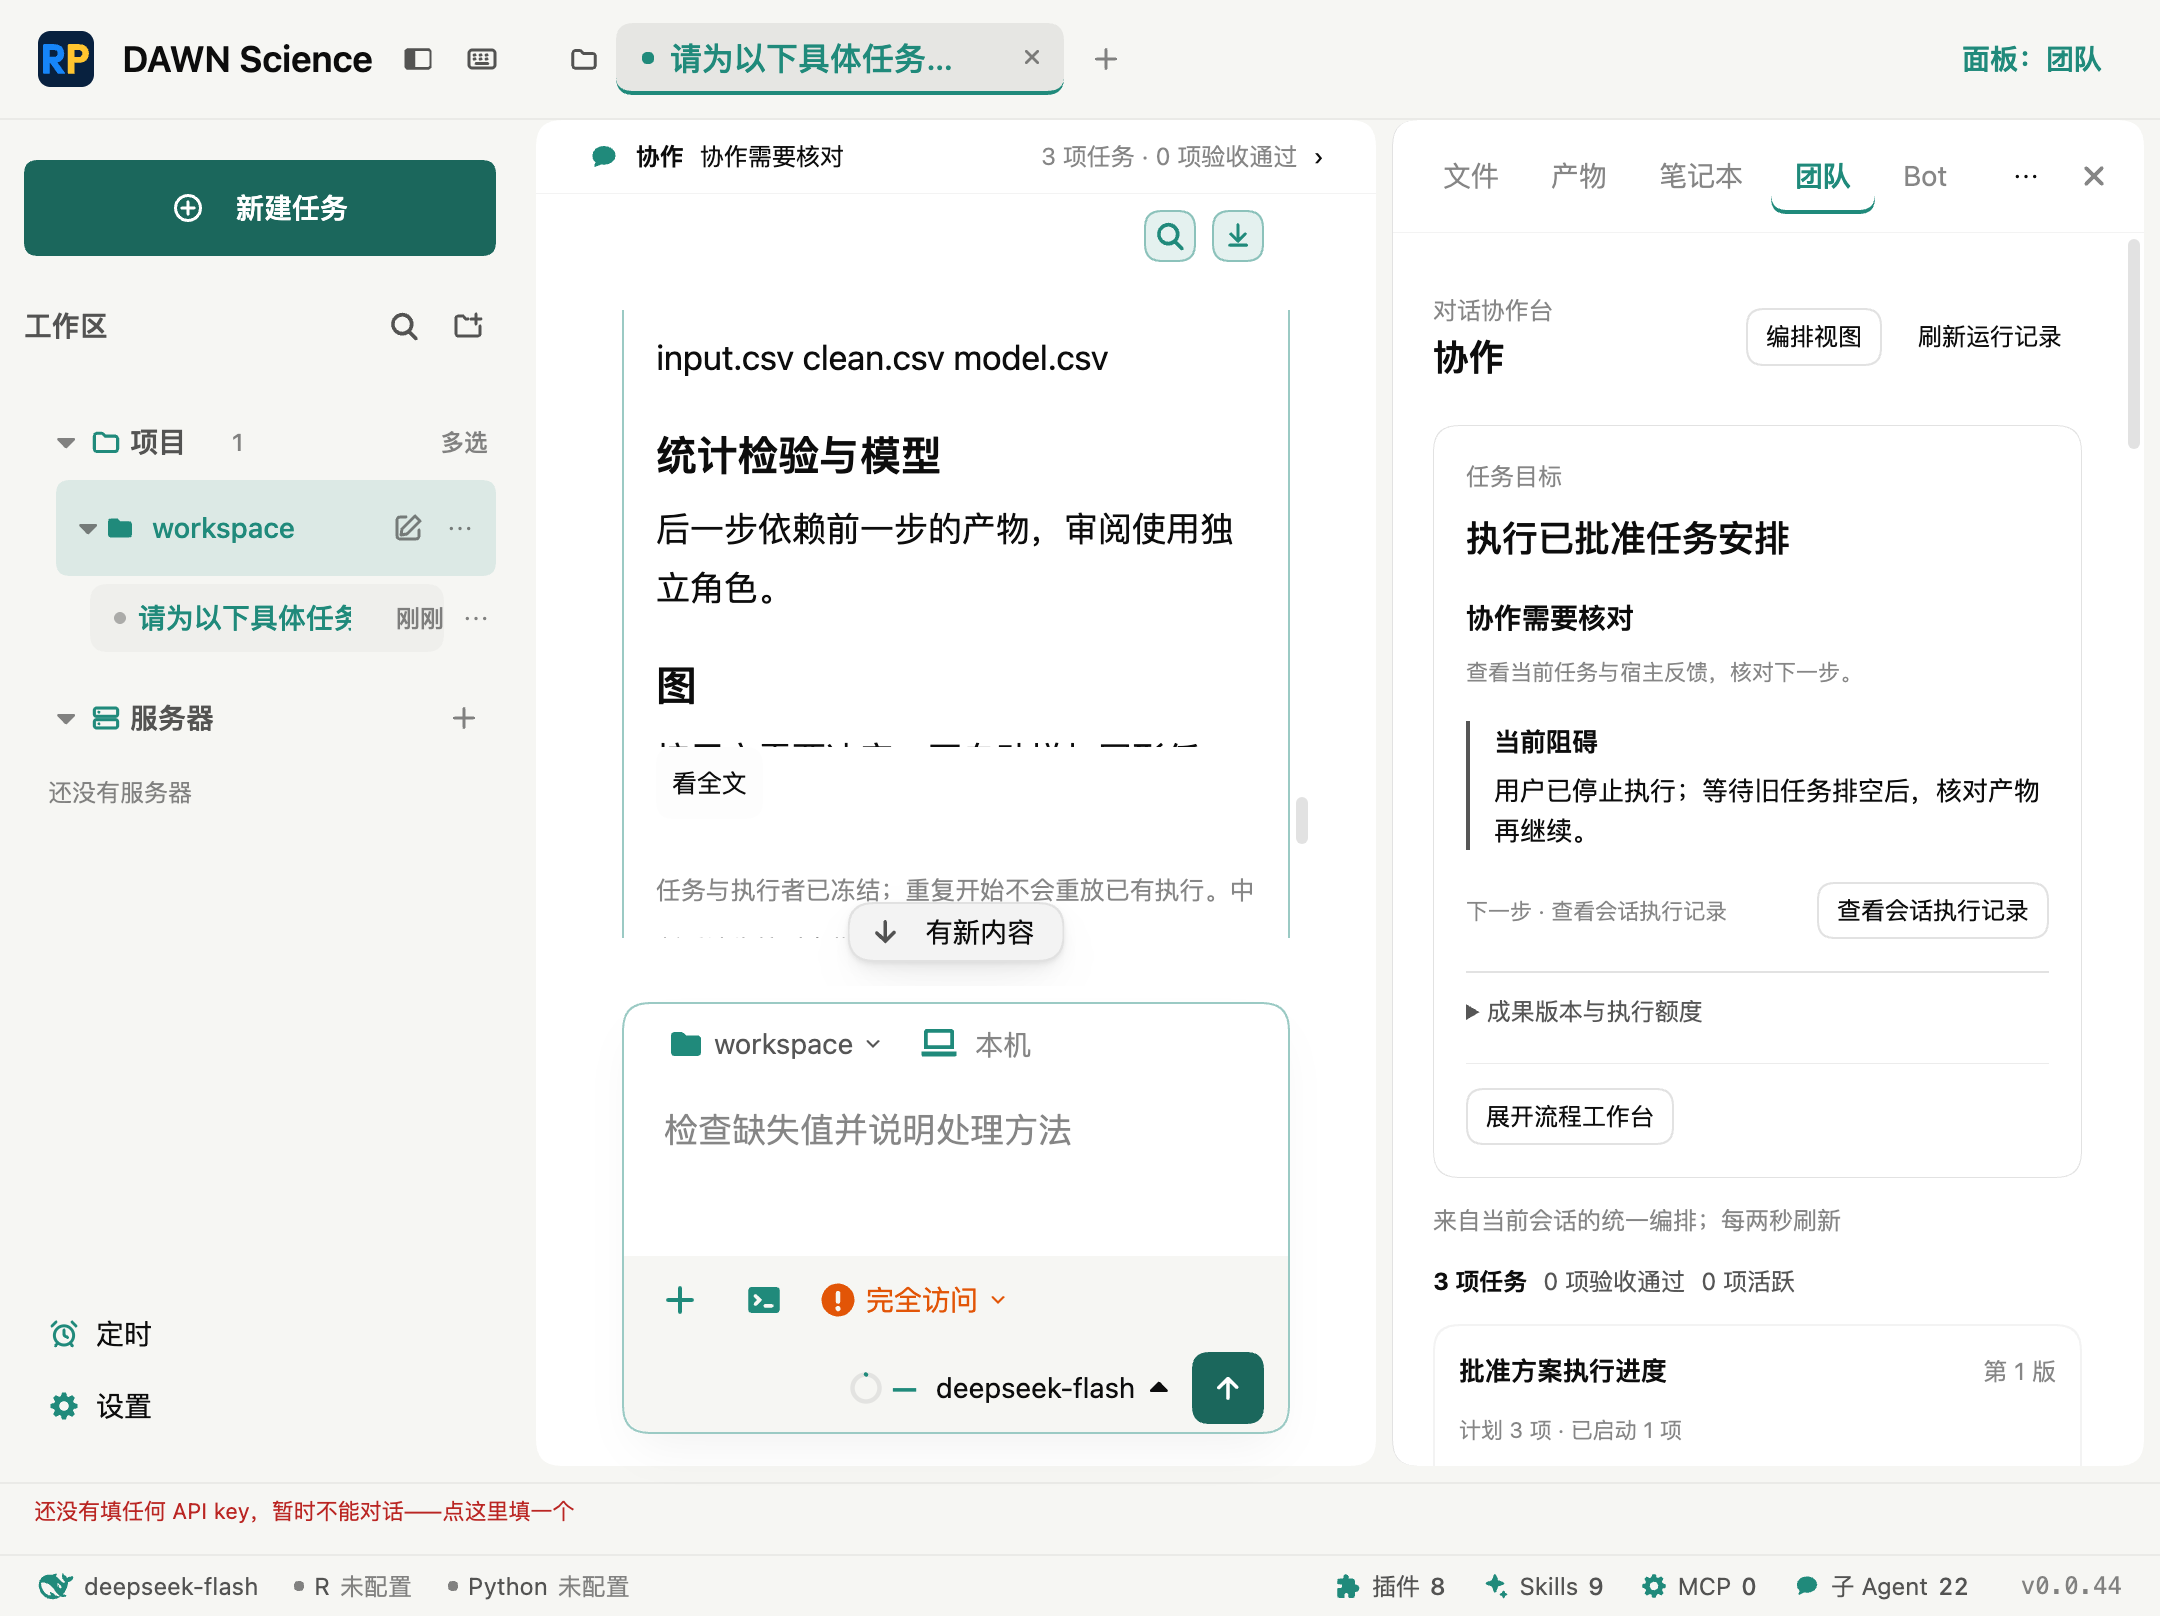 RP DAWN Science
请为以下具体任务...
面板：团队
新建任务
工作区
项目 1 多选
workspace
请为以下具体任务 刚刚
服务器
还没有服务器
定时
设置
协作 协作需要核对 3 项任务 · 0 项验收通过
input.csv clean.csv model.csv
统计检验与模型
后一步依赖前一步的产物，审阅使用独
立角色。
图
看全文
任务与执行者已冻结；重复开始不会重放已有执行。中
有新内容
workspace 本机
检查缺失值并说明处理方法
完全访问
deepseek-flash
文件 产物 笔记本 团队 Bot
对话协作台
协作
编排视图 刷新运行记录
任务目标
执行已批准任务安排
协作需要核对
查看当前任务与宿主反馈，核对下一步。
当前阻碍
用户已停止执行；等待旧任务排空后，核对产物
再继续。
下一步 · 查看会话执行记录 查看会话执行记录
成果版本与执行额度
展开流程工作台
来自当前会话的统一编排；每两秒刷新
3 项任务 0 项验收通过 0 项活跃
批准方案执行进度 第 1 版
计划 3 项 · 已启动 1 项
还没有填任何 API key，暂时不能对话——点这里填一个
deepseek-flash R 未配置 Python 未配置
插件 8 Skills 9 MCP 0 子 Agent 22 v0.0.44